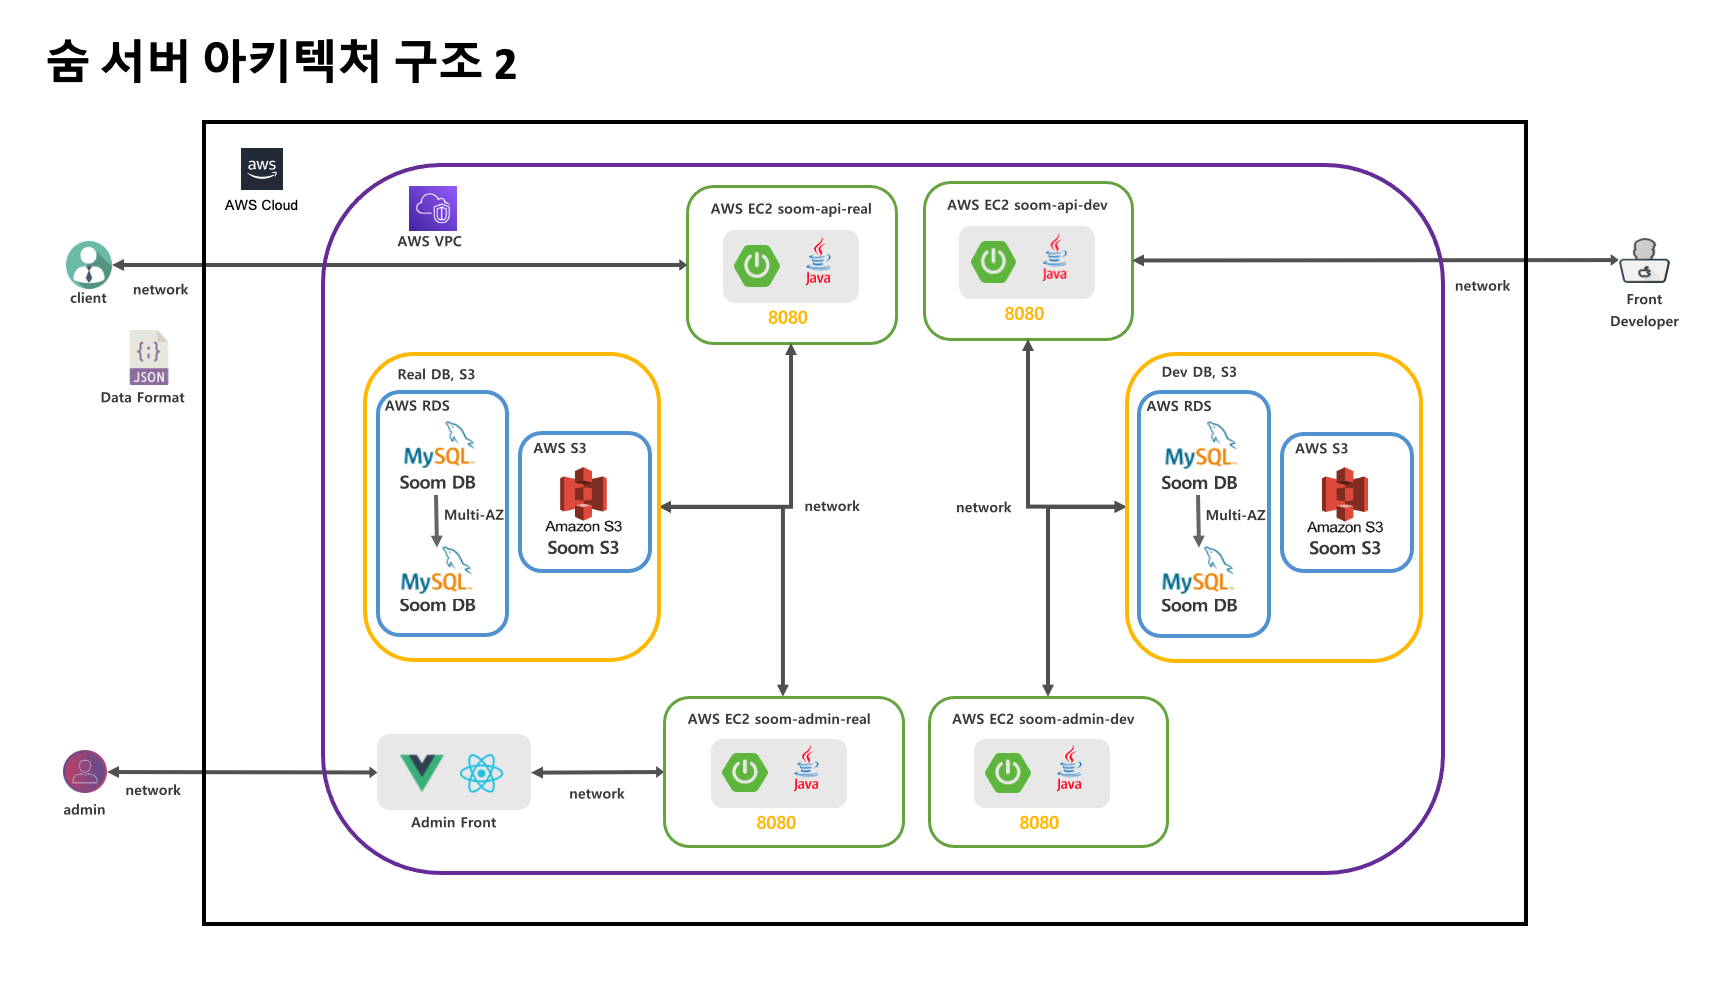 숨 서버 아키텍처 구조 2
aws
AWS Cloud
AWS VPC
AWS EC2 soom-api-real
Java
8080
AWS EC2 soom-api-dev
Java
8080
client
network
network
Front
Developer
{;}
JSON
Data Format
Real DB, S3
AWS RDS
MySQL
Soom DB
Multi-AZ
MySQL
Soom DB
AWS S3
Amazon S3
Soom S3
network
network
Dev DB, S3
AWS RDS
MySQL
Soom DB
Multi-AZ
MySQL
Soom DB
AWS S3
Amazon S3
Soom S3
admin
network
Admin Front
network
AWS EC2 soom-admin-real
Java
8080
AWS EC2 soom-admin-dev
Java
8080